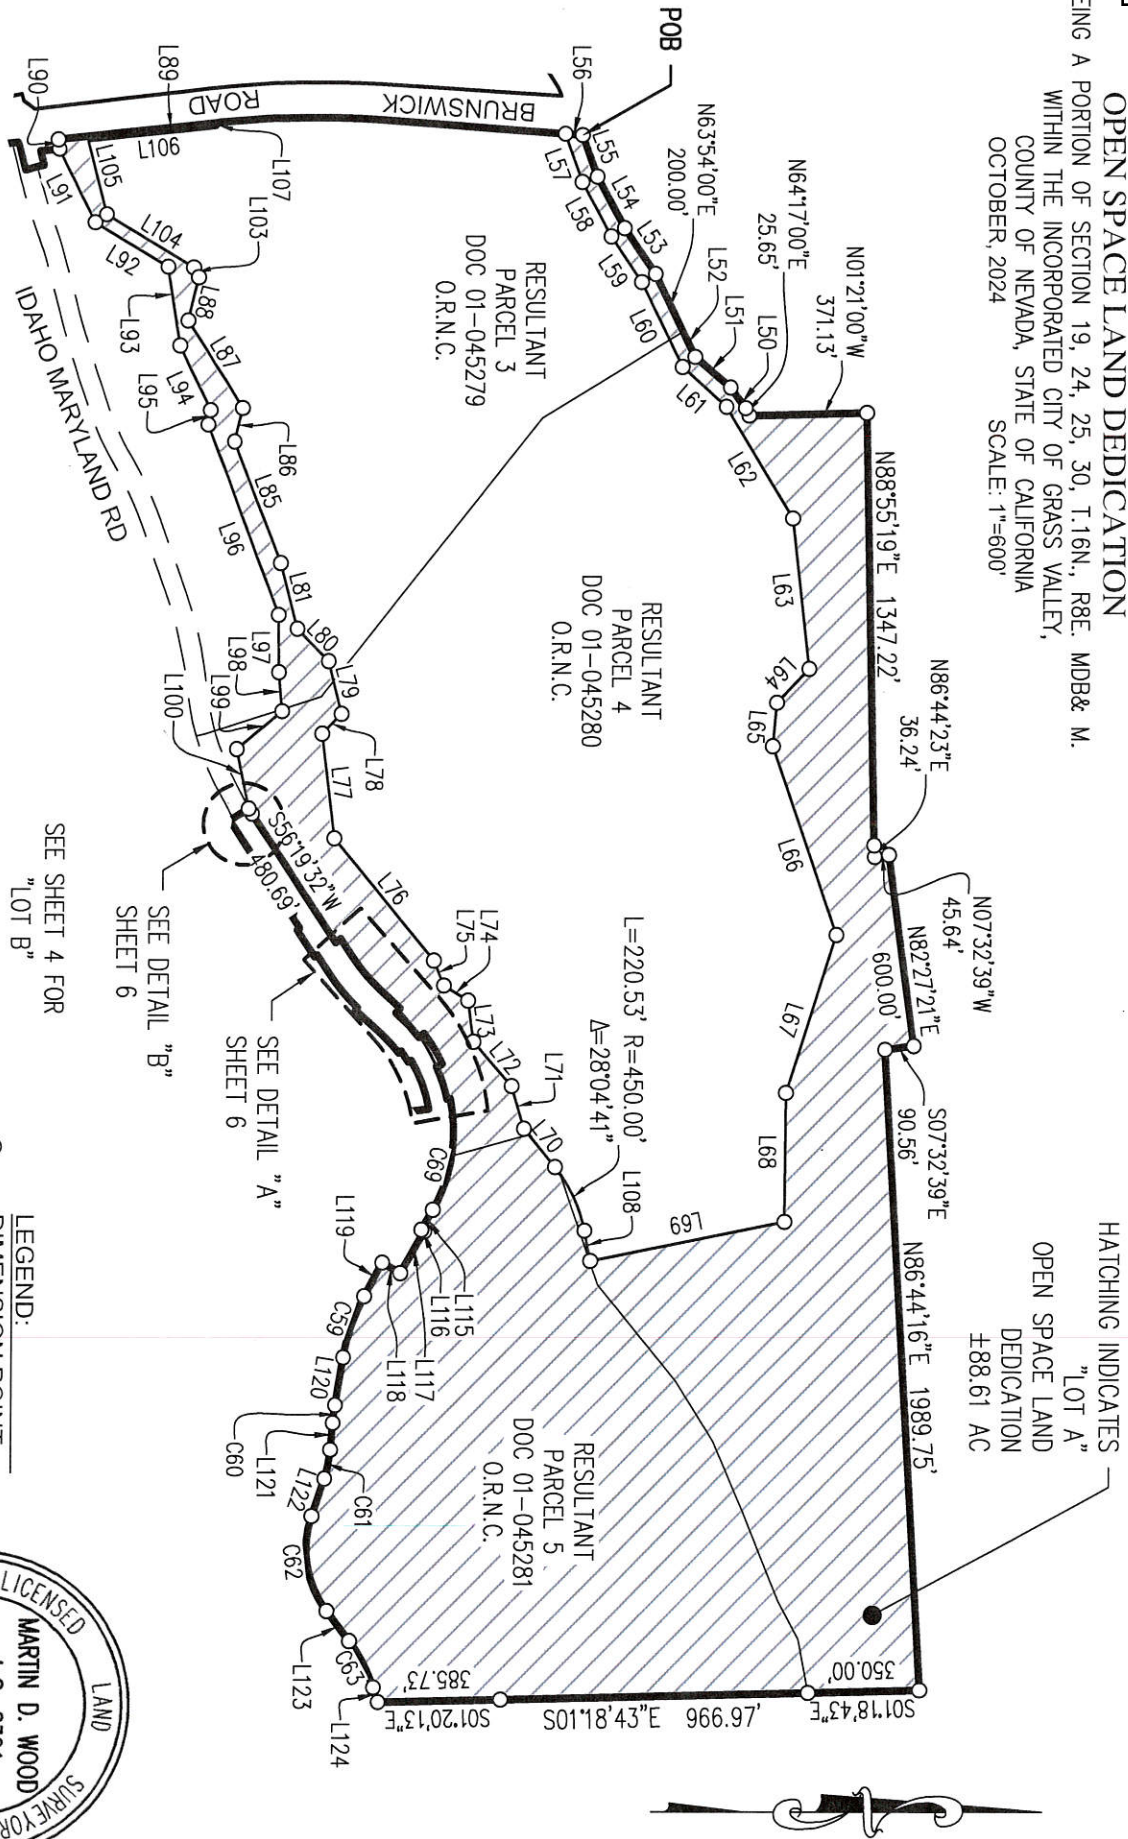 OPEN SPACE LAND DEDICATION
EING A PORTION OF SECTION 19, 24, 25, 30, T.16N., R8E. MDB& M.
WITHIN THE INCORPORATED CITY OF GRASS VALLEY,
COUNTY OF NEVADA, STATE OF CALIFORNIA
OCTOBER, 2024 SCALE: 1"=600'
HATCHING INDICATES
"LOT A"
OPEN SPACE LAND
DEDICATION
±88.61 AC
POB
L56
L55
L54
L53
N63°54'00"E
200.00'
L52
L51
N64°17'00"E
25.65'
L50
N01°21'00"W
371.13'
N88°55'19"E 1347.22'
N86°44'23"E
36.24'
N07°32'39"W
45.64'
N82°27'21"E
600.00'
S07°32'39"E
90.56'
N86°44'16"E 1989.75'
350.00'
S01°18'43"E
S01°18'43"E 966.97'
385.73'
S01°20'13"E
L57
L58
L59
L60
L61
L62
L63
L64
L65
L66
L67
L68
L69
L108
L=220.53' R=450.00'
Δ=28°04'41"
L70
L71
L72
L73
L74
L75
L76
L77
L78
L79
L80
L81
L85
L86
L87
L88
L103
L104
L105
L107
L106
L89
L90
L91
L92
L93
L94
L95
L96
L97
L98
L99
L100
S56°19'32"W
480.69'
C69
L115
L116
L117
L118
L119
C59
L120
C60
L121
C61
L122
C62
L123
C63
L124
BRUNSWICK
ROAD
IDAHO MARYLAND RD
RESULTANT
PARCEL 3
DOC 01-045279
O.R.N.C.
RESULTANT
PARCEL 4
DOC 01-045280
O.R.N.C.
RESULTANT
PARCEL 5
DOC 01-045281
O.R.N.C.
SEE DETAIL "A"
SHEET 6
SEE DETAIL "B"
SHEET 6
SEE SHEET 4 FOR
"LOT B"
LEGEND:
DIMENSION POINT
LICENSED LAND SURVEYOR
MARTIN D. WOOD